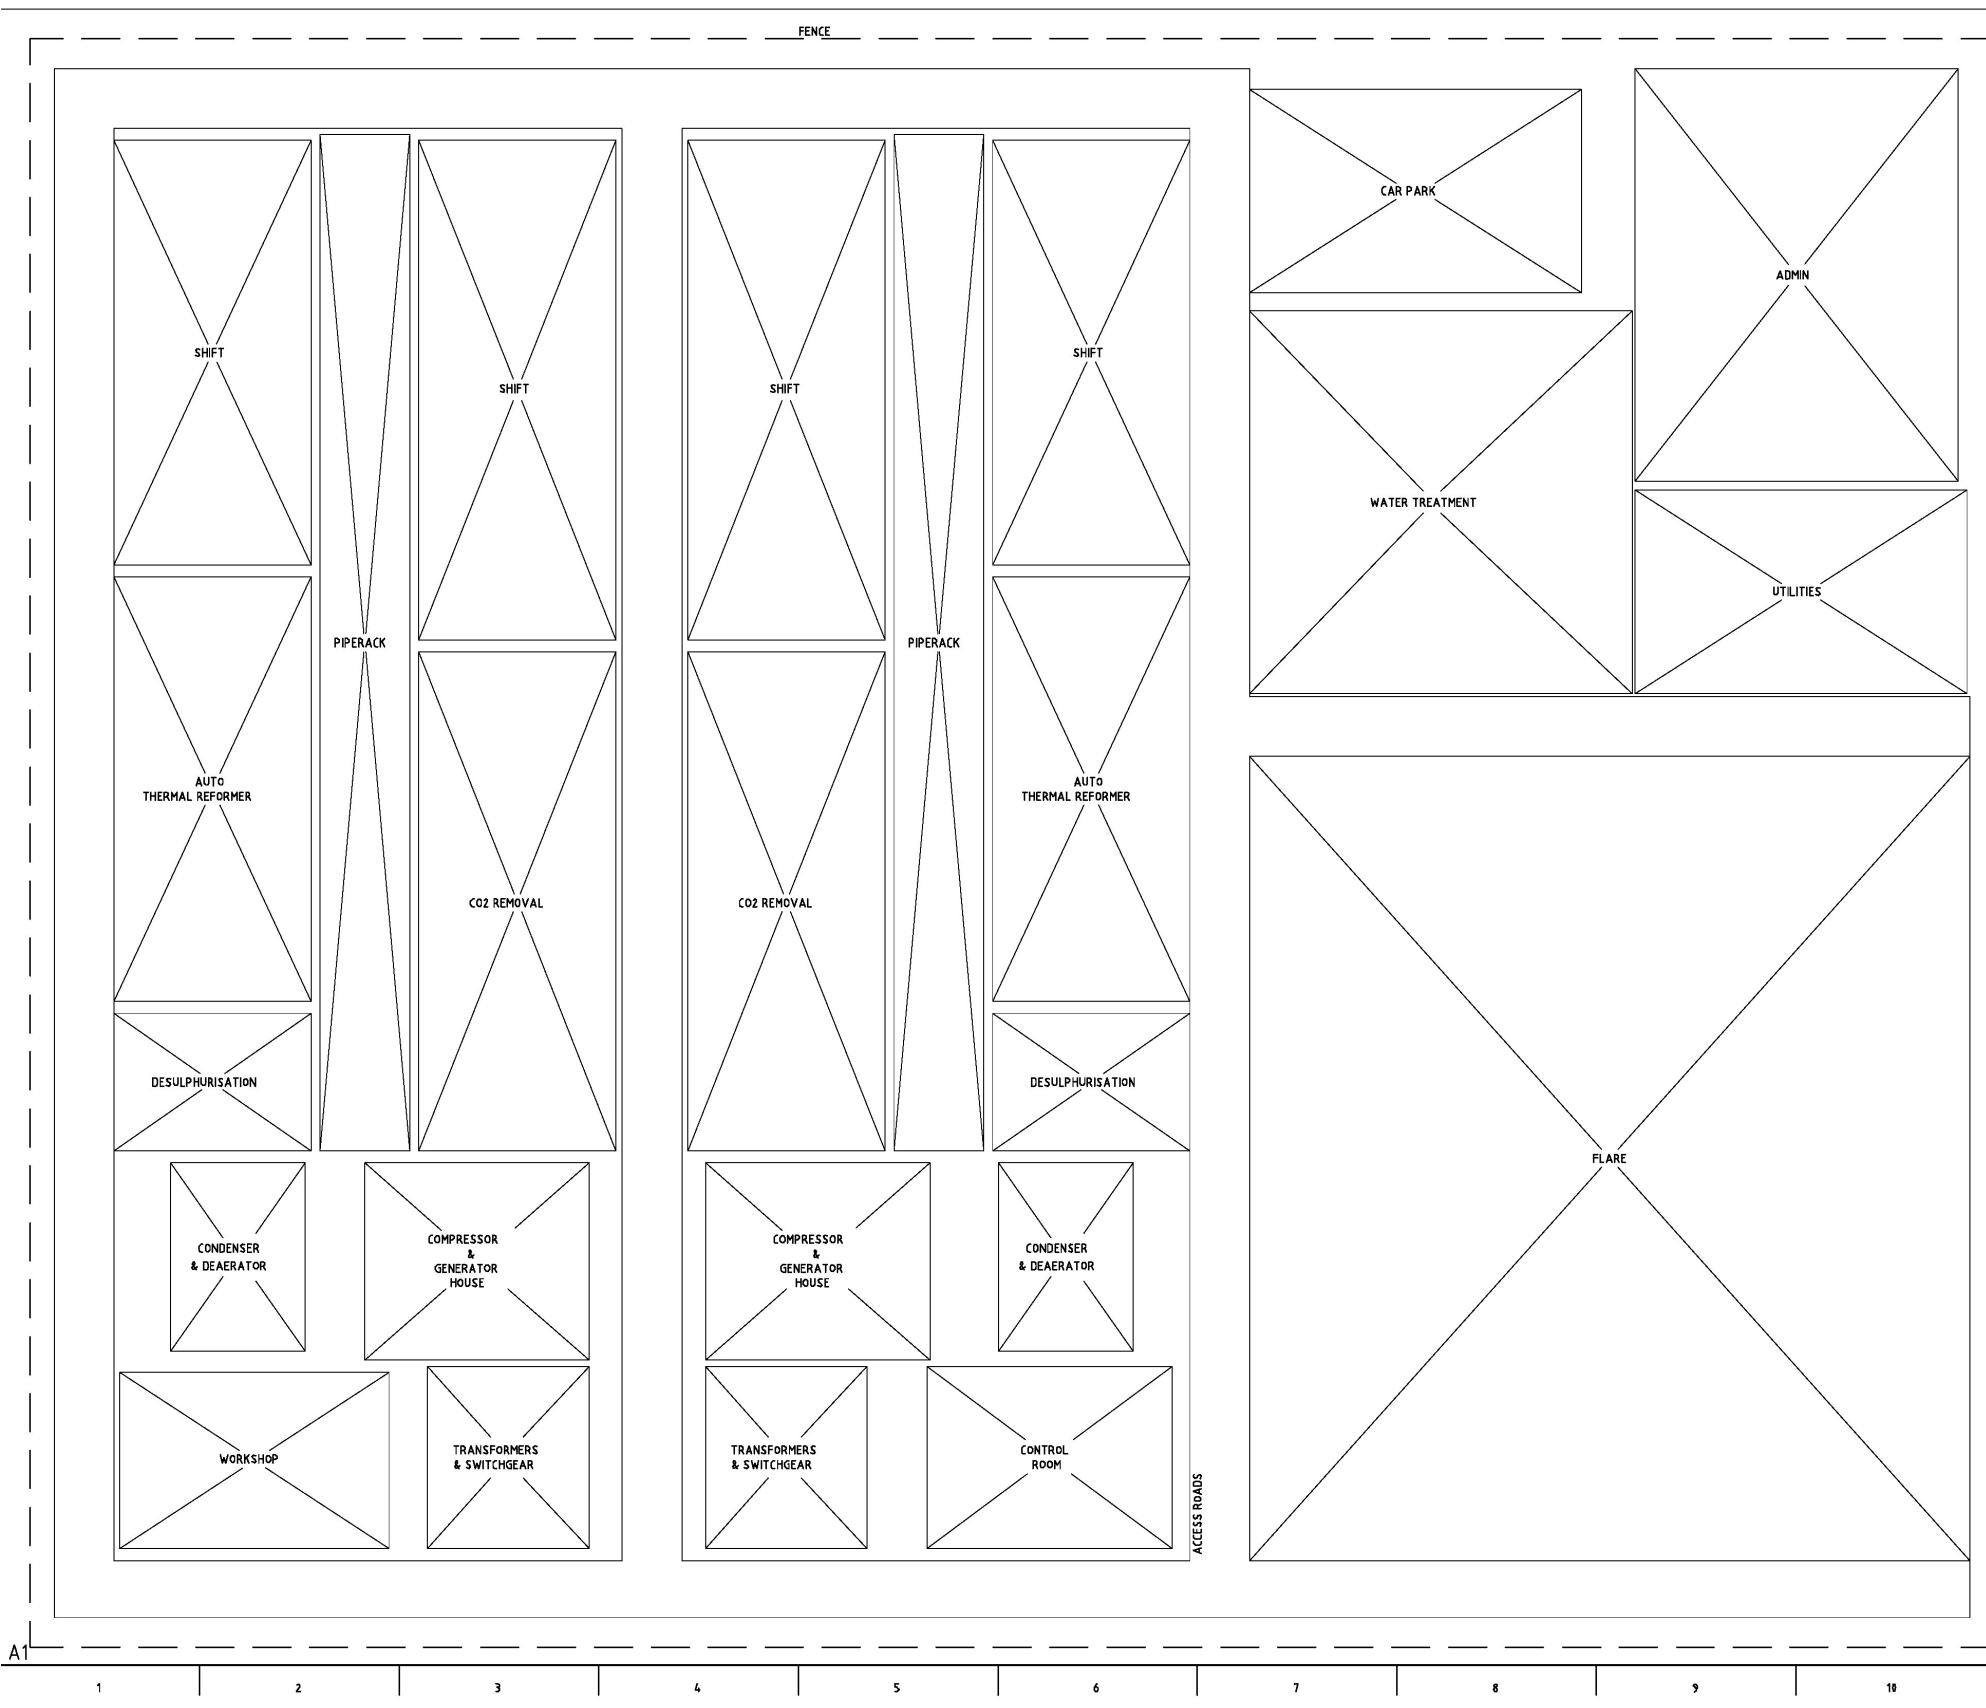 FENCE
CAR PARK
ADMIN
SHIFT
SHIFT
SHIFT
SHIFT
WATER TREATMENT
UTILITIES
PIPERACK
PIPERACK
AUTO
THERMAL REFORMER
AUTO
THERMAL REFORMER
CO2 REMOVAL
CO2 REMOVAL
DESULPHURISATION
DESULPHURISATION
FLARE
CONDENSER
& DEAERATOR
COMPRESSOR
&
GENERATOR
HOUSE
COMPRESSOR
&
GENERATOR
HOUSE
CONDENSER
& DEAERATOR
WORKSHOP
TRANSFORMERS
& SWITCHGEAR
TRANSFORMERS
& SWITCHGEAR
CONTROL
ROOM
ACCESS ROADS
A1
1 2 3 4 5 6 7 8 9 10